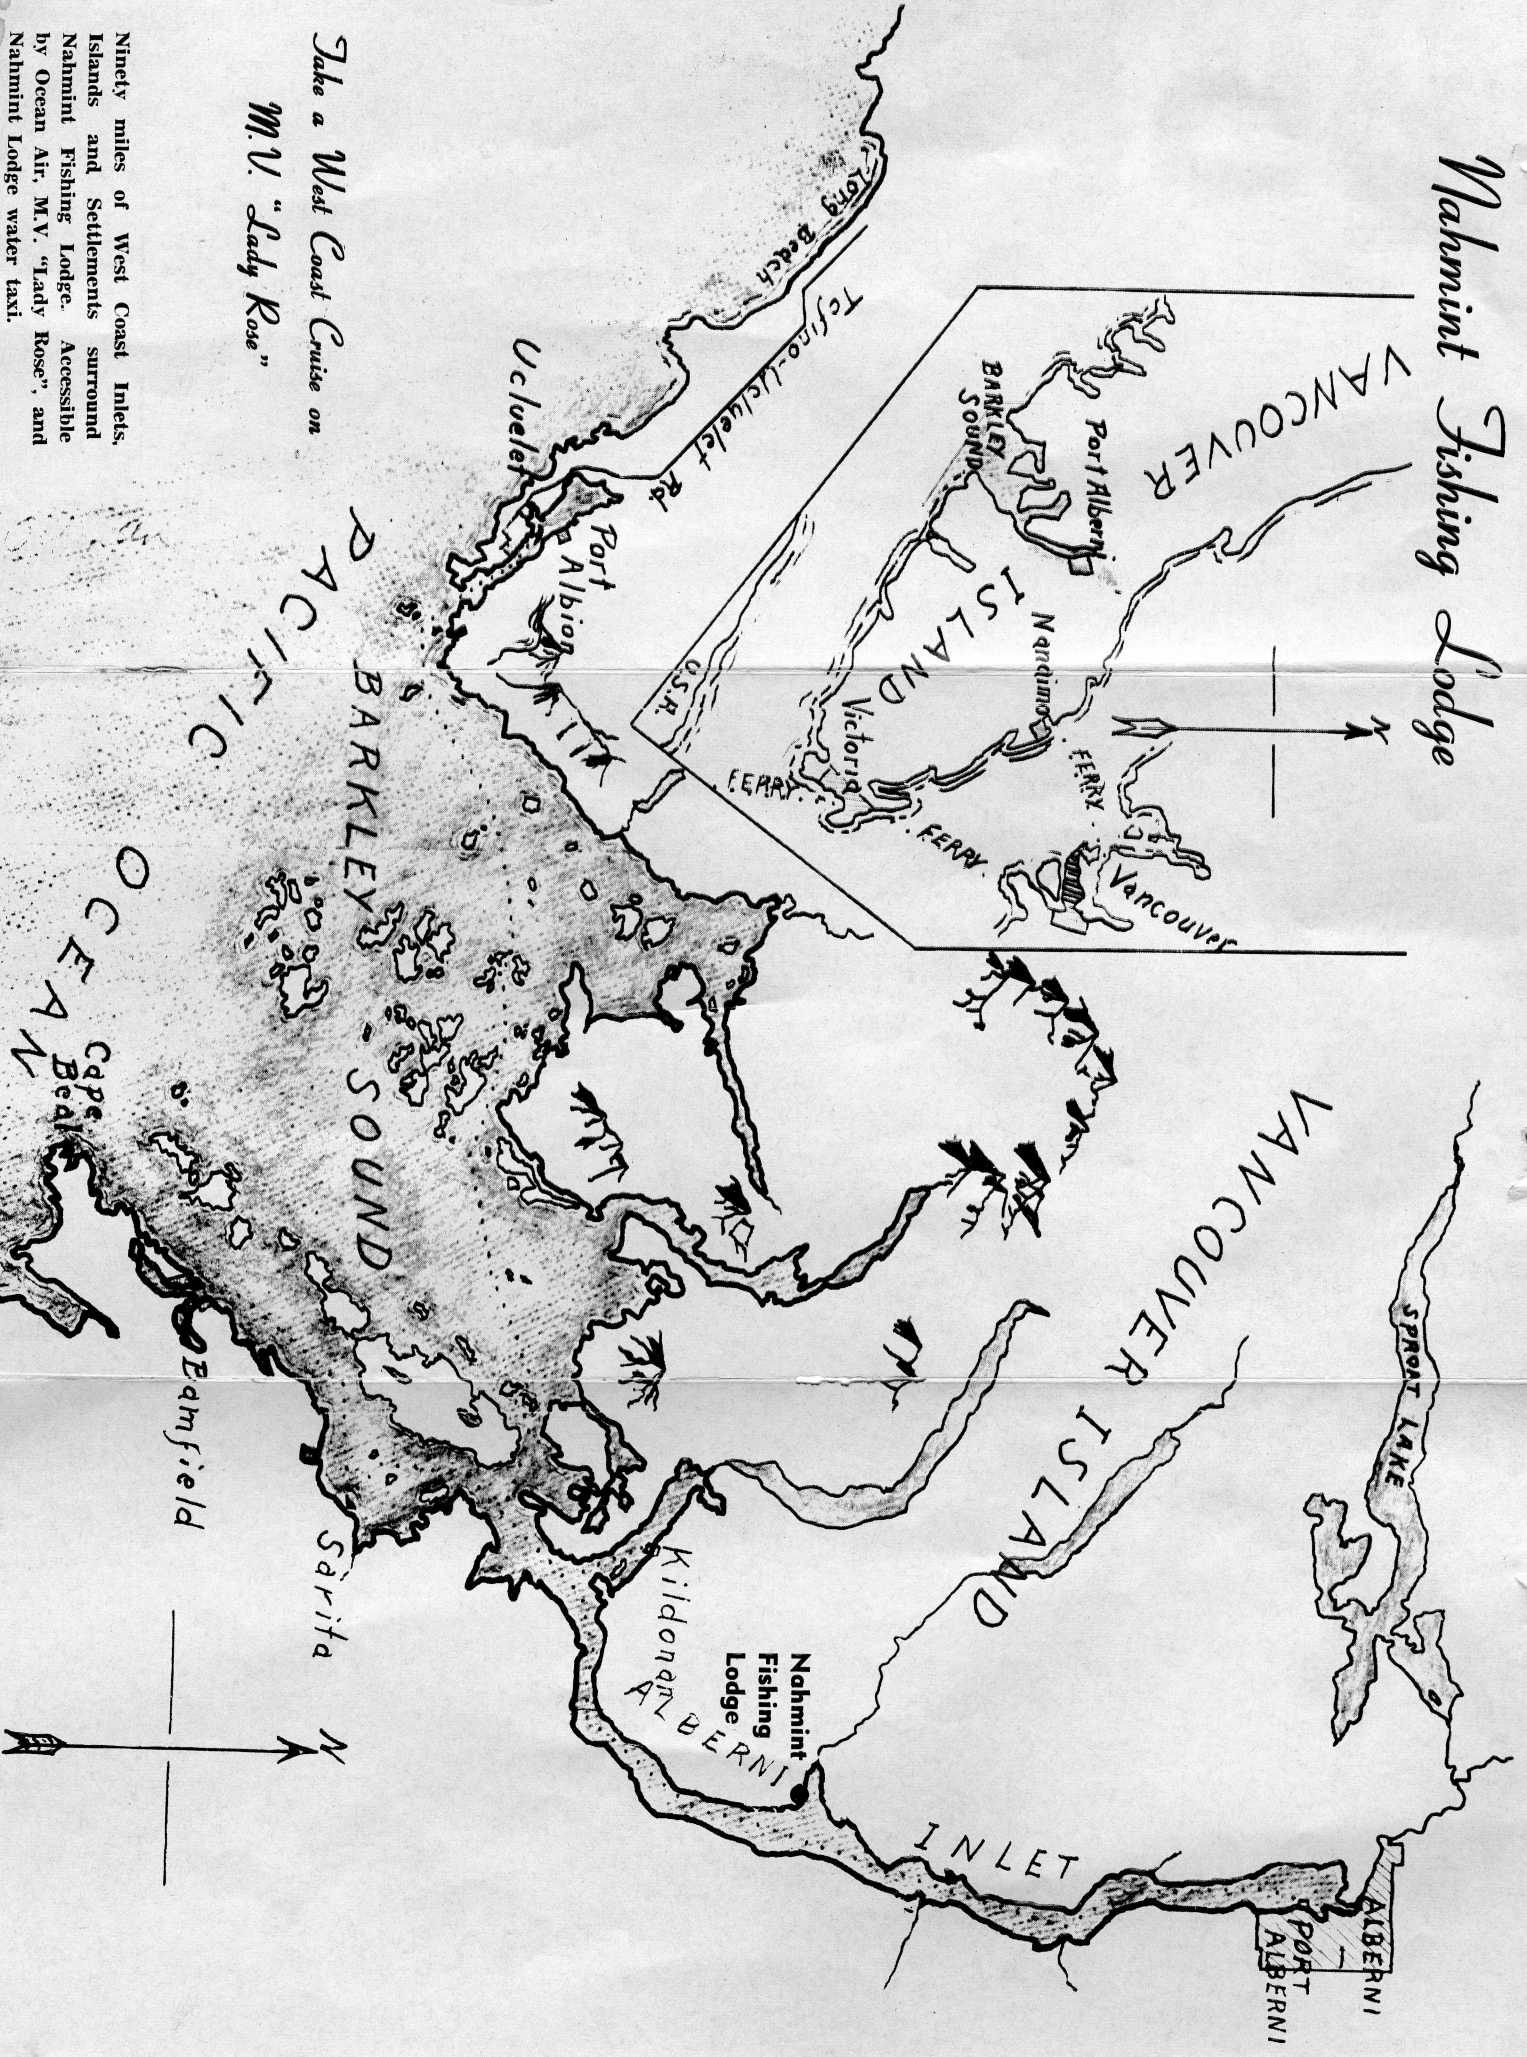 Nahmint Fishing Lodge
VANCOUVER
ISLAND
Port Alberni
BARKLEY
SOUND
Nanaimo
Victoria
Vancouver
FERRY
FERRY
FERRY
U.S.A.
N
Long Beach
Tofino-Ucluelet Rd.
Ucluelet
Port
Albion
VANCOUVER ISLAND
SPROAT LAKE
ALBERNI
PORT
ALBERNI
ALBERNI INLET
Nahmint
Fishing
Lodge
Kildonan
BARKLEY SOUND
PACIFIC OCEAN
Cape
Beal
Bamfield
Sarita
N
Take a West Coast Cruise on
M.V. "Lady Rose"
Ninety miles of West Coast Inlets,
Islands and Settlements surround
Nahmint Fishing Lodge. Accessible
by Ocean Air, M.V. "Lady Rose", and
Nahmint Lodge water taxi.